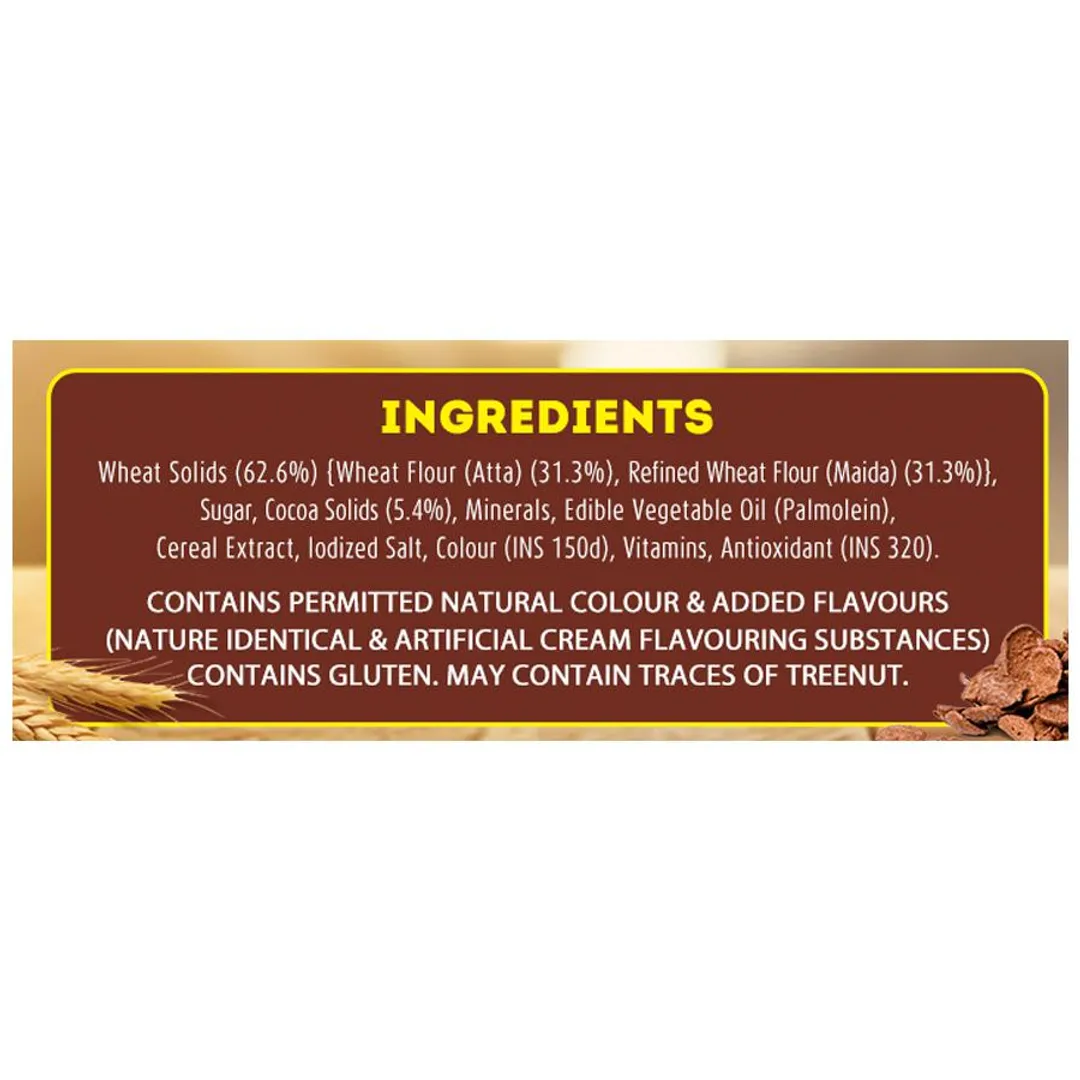 INGREDIENTS
Wheat Solids (62.6%) {Wheat Flour (Atta) (31.3%), Refined Wheat Flour (Maida) (31.3%)},
Sugar, Cocoa Solids (5.4%), Minerals, Edible Vegetable Oil (Palmolein),
Cereal Extract, Iodized Salt, Colour (INS 150d), Vitamins, Antioxidant (INS 320).
CONTAINS PERMITTED NATURAL COLOUR & ADDED FLAVOURS
(NATURE IDENTICAL & ARTIFICIAL CREAM FLAVOURING SUBSTANCES)
CONTAINS GLUTEN. MAY CONTAIN TRACES OF TREENUT.